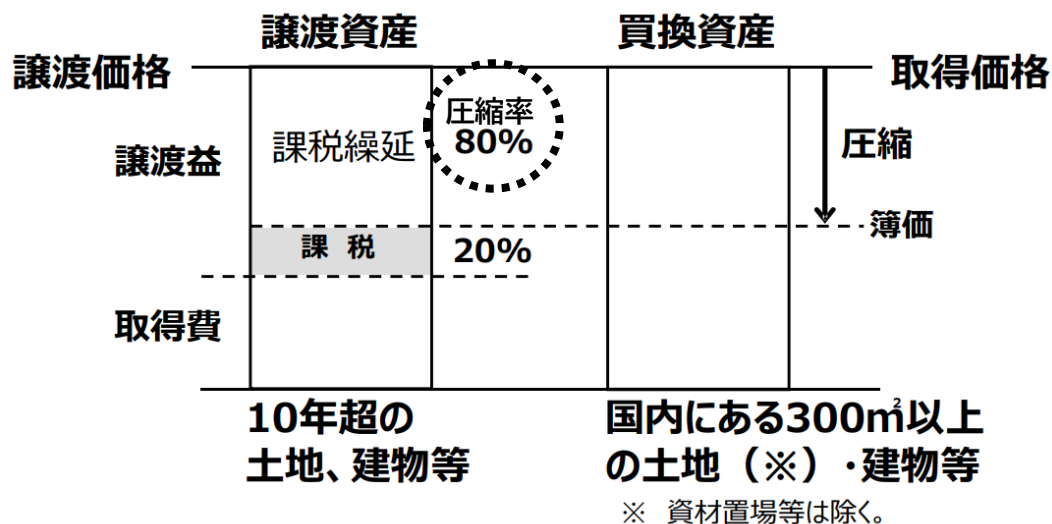 譲渡資産
買換資産
譲渡価格
取得価格
圧縮率
80%
譲渡益
課税繰延
圧縮
簿価
課 税
20%
取得費
10年超の
土地、建物等
国内にある300㎡以上
の土地（※）・建物等
※ 資材置場等は除く。